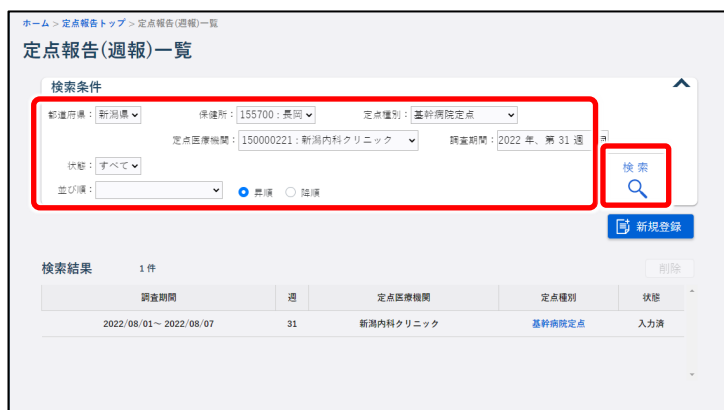 ホーム > 定点報告トップ > 定点報告(週報)一覧
定点報告(週報)一覧
検索条件
都道府県：新潟県 保健所：155700：長岡 定点種別：基幹病院定点
定点医療機関：150000221：新潟内科クリニック 調査期間：2022 年、第 31 週
状態：すべて
並び順： 昇順 降順
検索
新規登録
検索結果 1 件 削除
調査期間 週 定点医療機関 定点種別 状態
2022/08/01～ 2022/08/07 31 新潟内科クリニック 基幹病院定点 入力済